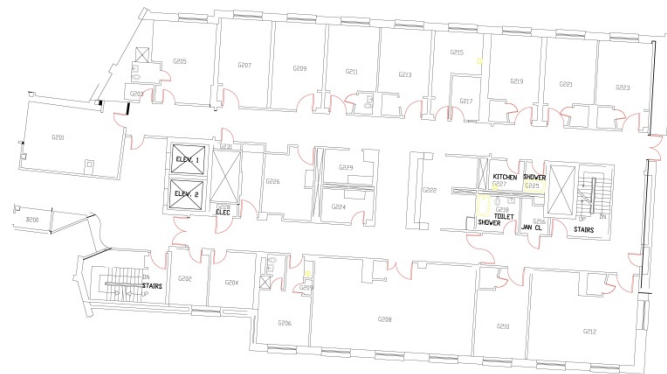 G215
G205
G207
G209
G211
G213
G219
G221
G223
G203
G217
G201
ELEV. 1
G229
KITCHEN
SHOWER
G226
G222
G227
G225
ELEV. 2
ELEC
G224
G218
TOILET
SHOWER
JAN CL
STAIRS
DN
UP
DN
STAIRS
UP
G202
G204
G206
G208
G210
G212